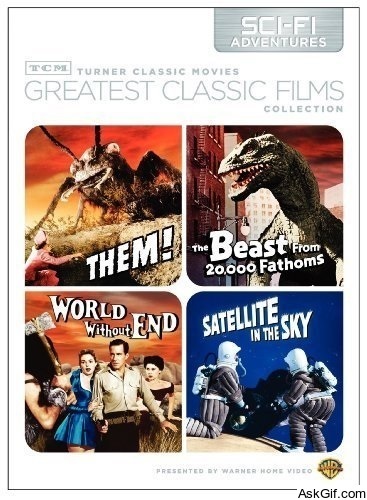 SCI-FI
ADVENTURES
TCM TURNER CLASSIC MOVIES
GREATEST CLASSIC FILMS
COLLECTION
THEM!
The Beast From
20,000 Fathoms
WORLD
Without END
SATELLITE
IN THE SKY
PRESENTED BY WARNER HOME VIDEO
WB
AskGif.com